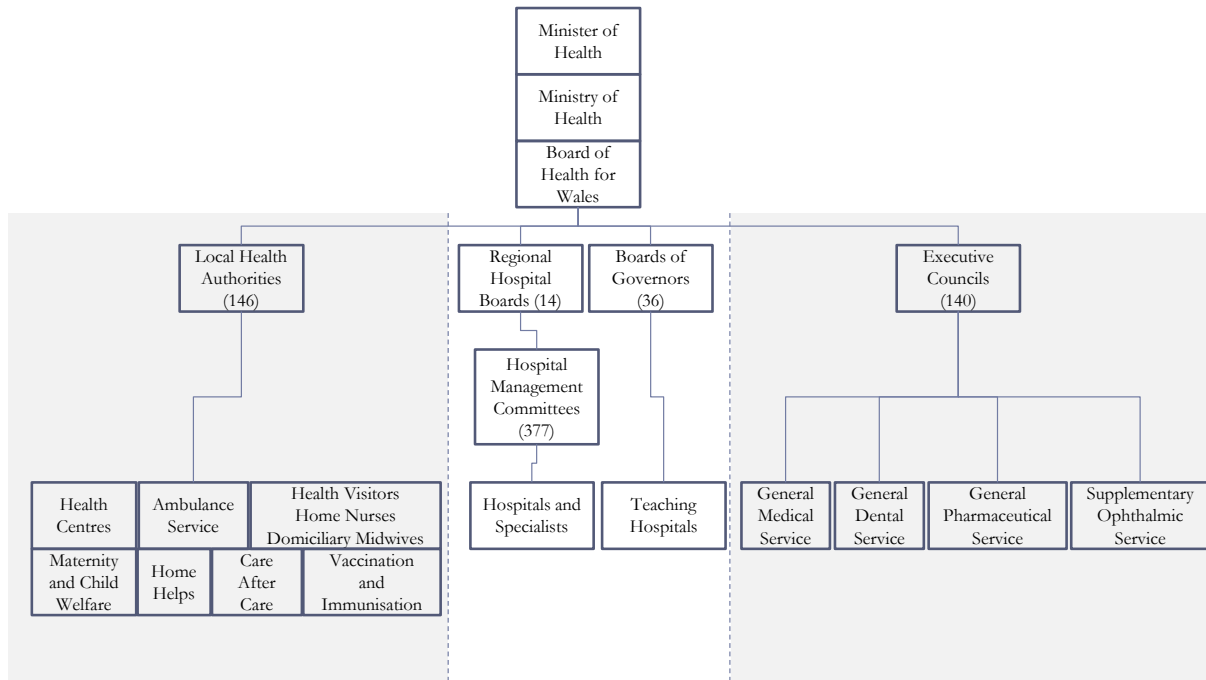 Minister of
Health
Ministry of
Health
Board of
Health for
Wales
Local Health
Authorities
(146)
Regional
Hospital
Boards (14)
Boards of
Governors
(36)
Executive
Councils
(140)
Hospital
Management
Committees
(377)
Health
Centres
Ambulance
Service
Health Visitors
Home Nurses
Domiciliary Midwives
Maternity
and Child
Welfare
Home
Helps
Care
After
Care
Vaccination
and
Immunisation
Hospitals and
Specialists
Teaching
Hospitals
General
Medical
Service
General
Dental
Service
General
Pharmaceutical
Service
Supplementary
Ophthalmic
Service